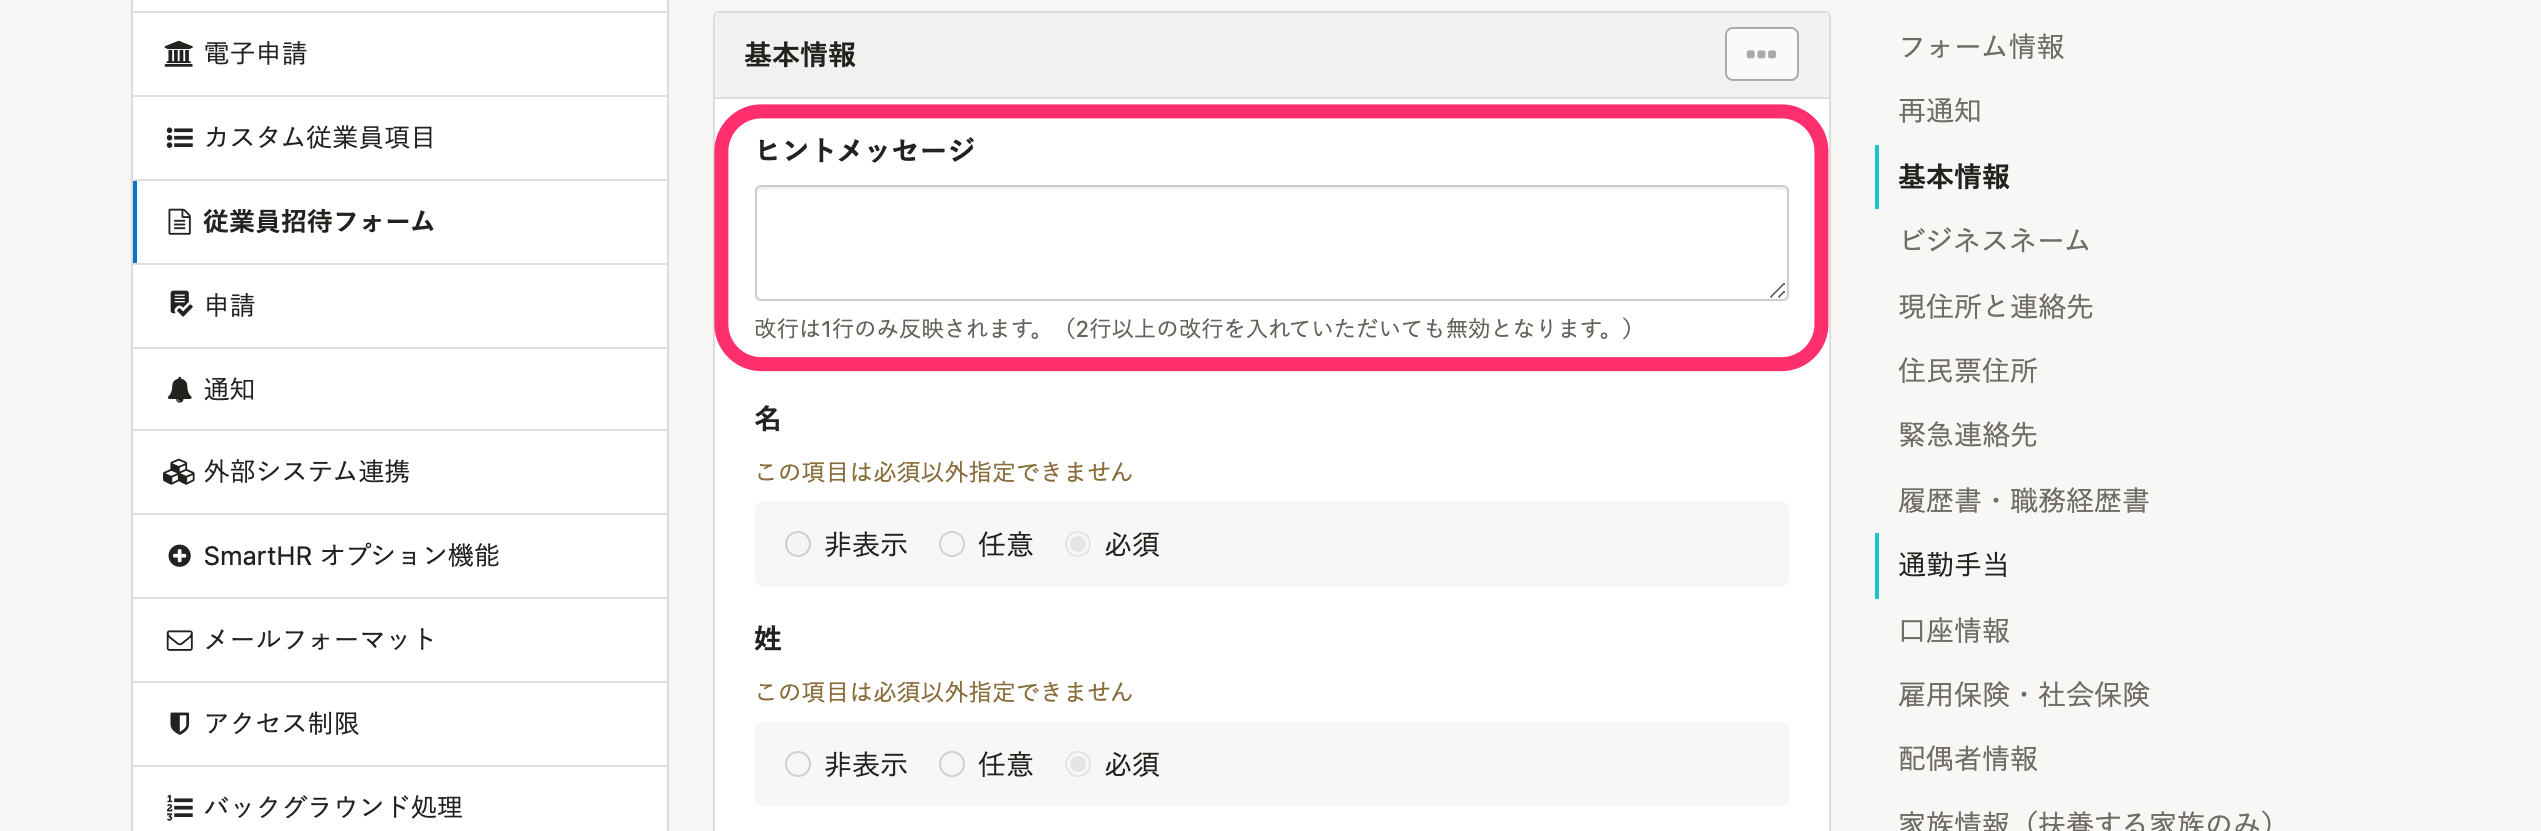 電子申請
カスタム従業員項目
従業員招待フォーム
申請
通知
外部システム連携
SmartHR オプション機能
メールフォーマット
アクセス制限
バックグラウンド処理
基本情報
ヒントメッセージ
改行は1行のみ反映されます。（2行以上の改行を入れていただいても無効となります。）
名
この項目は必須以外指定できません
非表示 任意 必須
姓
この項目は必須以外指定できません
非表示 任意 必須
フォーム情報
再通知
基本情報
ビジネスネーム
現住所と連絡先
住民票住所
緊急連絡先
履歴書・職務経歴書
通勤手当
口座情報
雇用保険・社会保険
配偶者情報
家族情報（扶養する家族のみ）